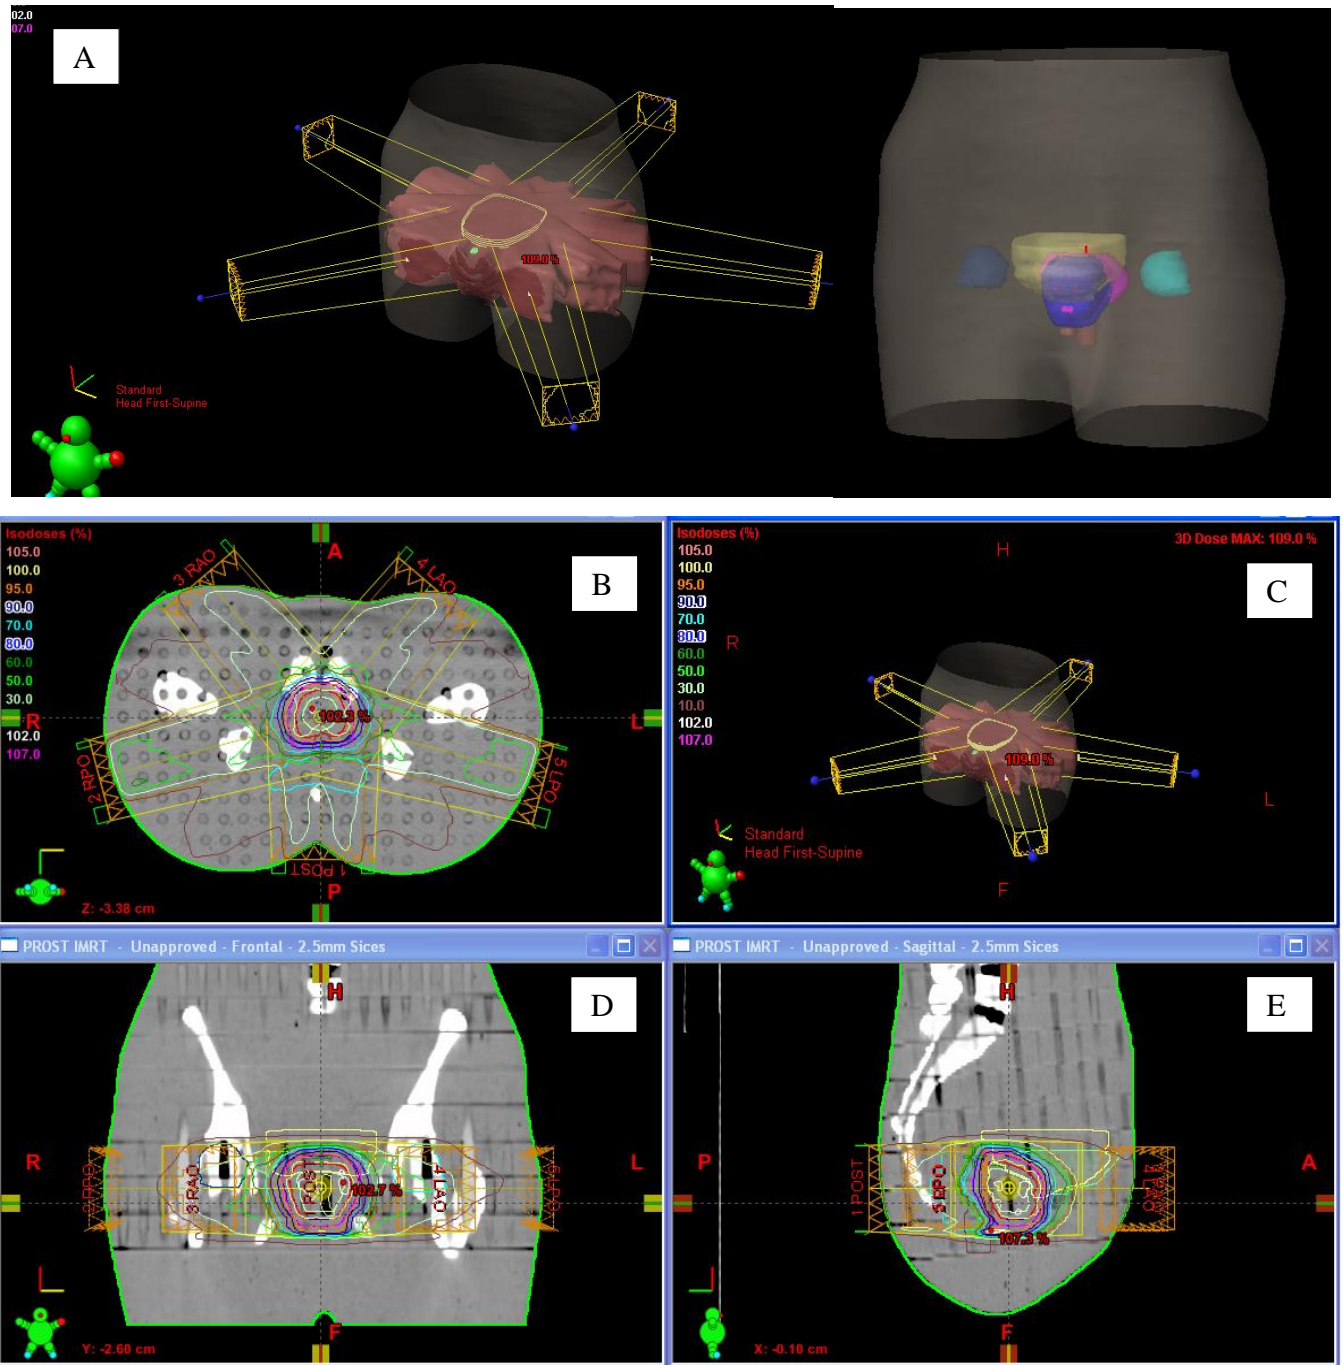 02.0
07.0
A
109.0 %
Standard
Head First-Supine
Isodoses (%)
105.0
100.0
95.0
90.0
70.0
80.0
60.0
50.0
30.0
102.0
107.0
A
B
3 RAO
4 LAO
R
102.3 %
L
2 RPO
5 LPO
1 POST
P
Z: -3.38 cm
Isodoses (%)
105.0
100.0
95.0
90.0
70.0
80.0
60.0
50.0
30.0
10.0
102.0
107.0
3D Dose MAX: 109.0 %
H
C
R
109.0 %
L
Standard
Head First-Supine
F
PROST IMRT - Unapproved - Frontal - 2.5mm Sices
H
D
R
3 RAO
POST
102.7 %
4 LAO
L
F
Y: -2.60 cm
PROST IMRT - Unapproved - Sagittal - 2.5mm Sices
H
E
P
1 POST
A
107.3 %
F
X: -0.10 cm